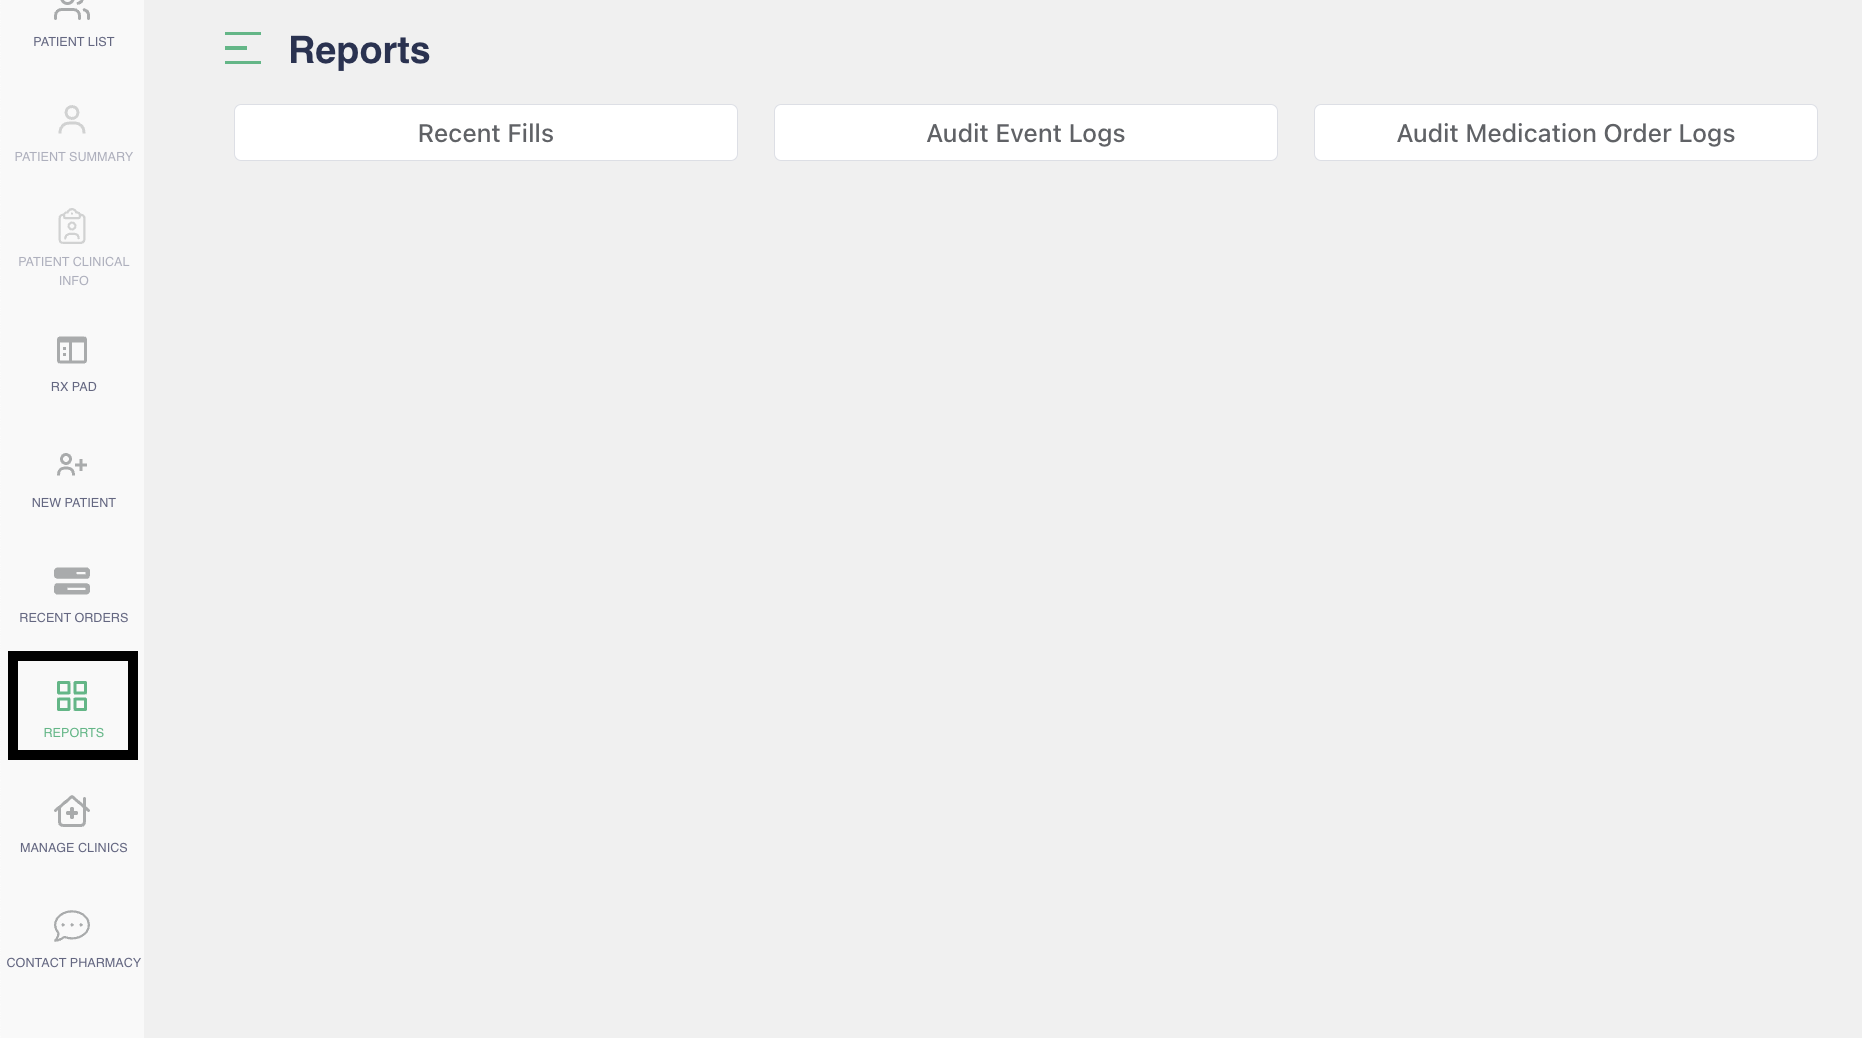 PATIENT LIST
PATIENT SUMMARY
PATIENT CLINICAL
INFO
RX PAD
NEW PATIENT
RECENT ORDERS
REPORTS
MANAGE CLINICS
CONTACT PHARMACY
Reports
Recent Fills
Audit Event Logs
Audit Medication Order Logs